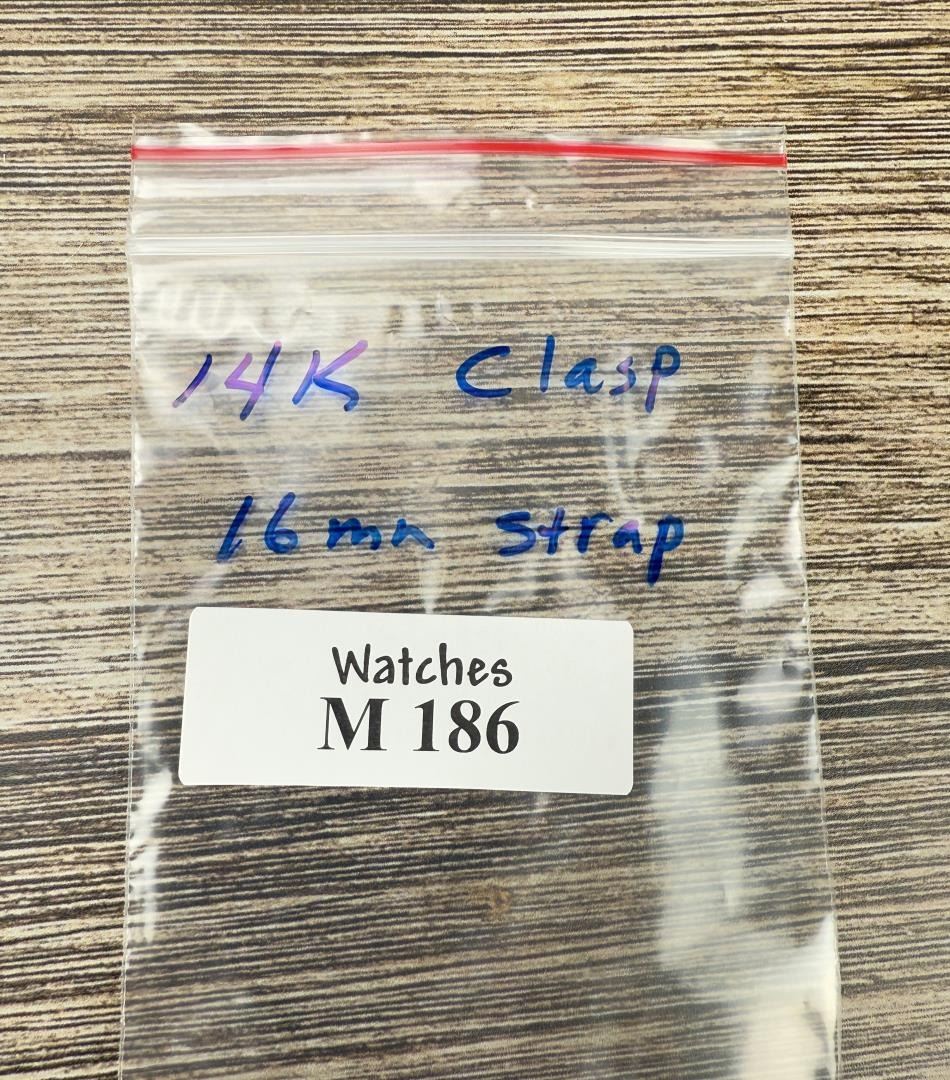 14K Clasp
16mm Strap
Watches
M 186